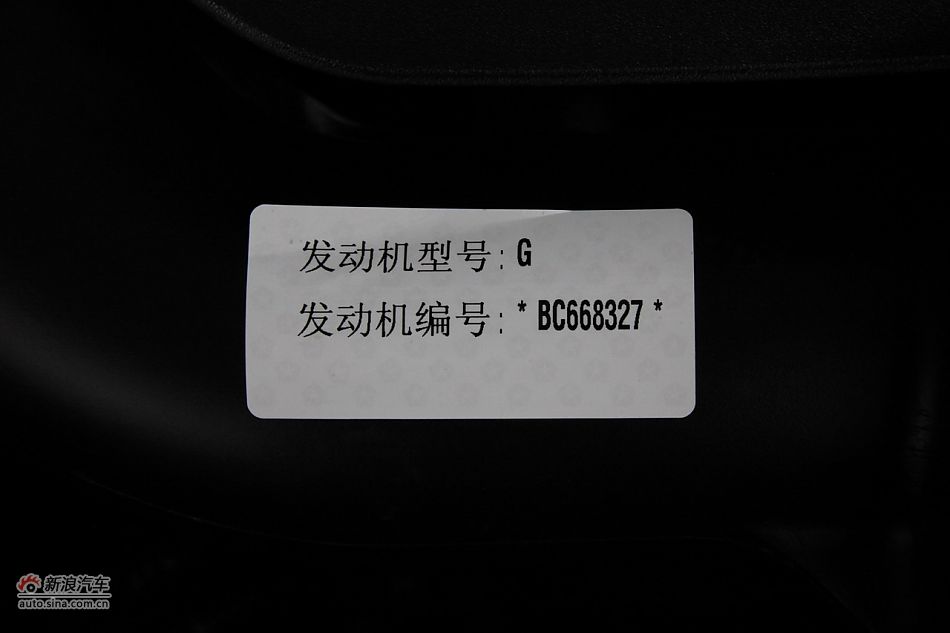 发动机型号: G
发动机编号: * BC668327 *
新浪汽车
auto.sina.com.cn